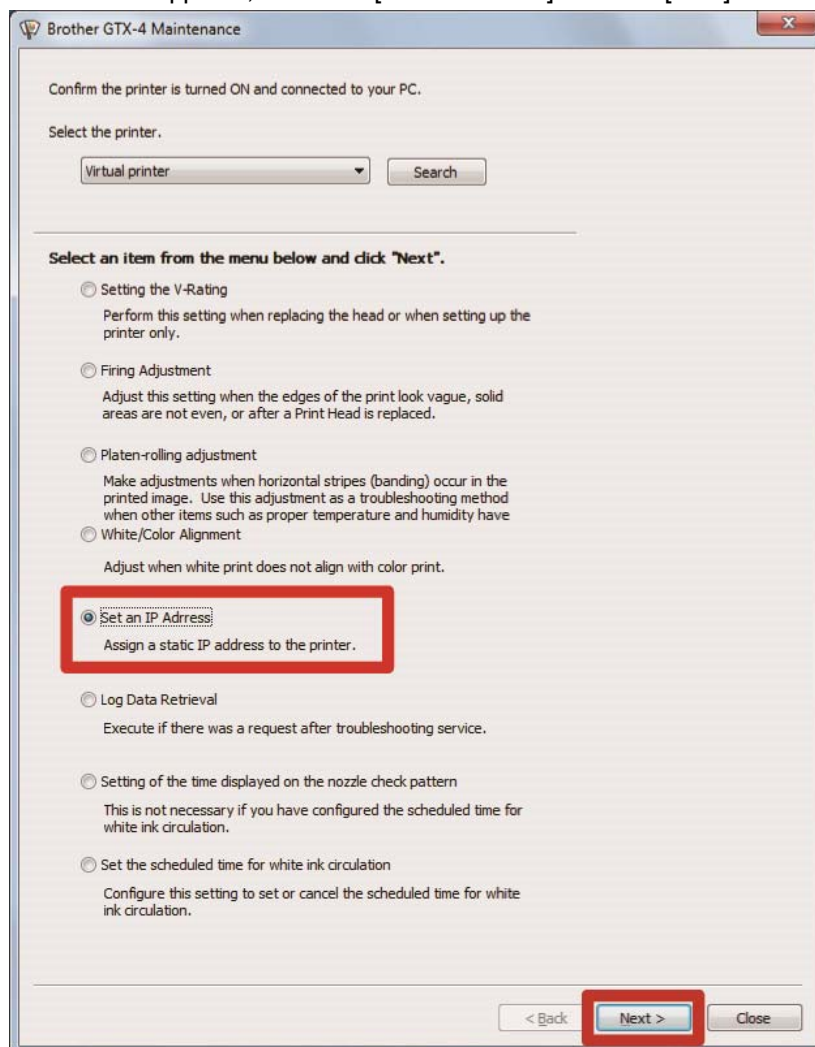 Brother GTX-4 Maintenance
Confirm the printer is turned ON and connected to your PC.
Select the printer.
Virtual printer
Search
Select an item from the menu below and click "Next".
Setting the V-Rating
Perform this setting when replacing the head or when setting up the
printer only.
Firing Adjustment
Adjust this setting when the edges of the print look vague, solid
areas are not even, or after a Print Head is replaced.
Platen-rolling adjustment
Make adjustments when horizontal stripes (banding) occur in the
printed image. Use this adjustment as a troubleshooting method
when other items such as proper temperature and humidity have
White/Color Alignment
Adjust when white print does not align with color print.
Set an IP Adrress
Assign a static IP address to the printer.
Log Data Retrieval
Execute if there was a request after troubleshooting service.
Setting of the time displayed on the nozzle check pattern
This is not necessary if you have configured the scheduled time for
white ink circulation.
Set the scheduled time for white ink circulation
Configure this setting to set or cancel the scheduled time for white
ink circulation.
< Back Next > Close